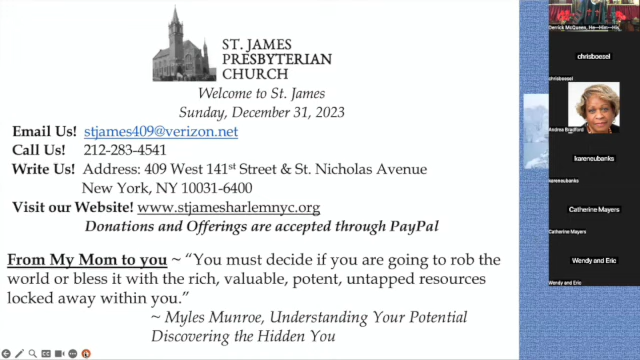 ST. JAMES
PRESBYTERIAN
CHURCH
Welcome to St. James
Sunday, December 31, 2023
Email Us! stjames409@verizon.net
Call Us! 212-283-4541
Write Us! Address: 409 West 141st Street & St. Nicholas Avenue
New York, NY 10031-6400
Visit our Website! www.stjamesharlemnyc.org
Donations and Offerings are accepted through PayPal
From My Mom to you ~ “You must decide if you are going to rob the
world or bless it with the rich, valuable, potent, untapped resources
locked away within you.”
~ Myles Munroe, Understanding Your Potential
Discovering the Hidden You
Derrick McQueen, He~His~
chrisboesel
chrisboesel
Andrea Bradford
kareneubanks
kareneubanks
Catherine Mayers
Catherine Mayers
Wendy and Eric
Wendy and Eric